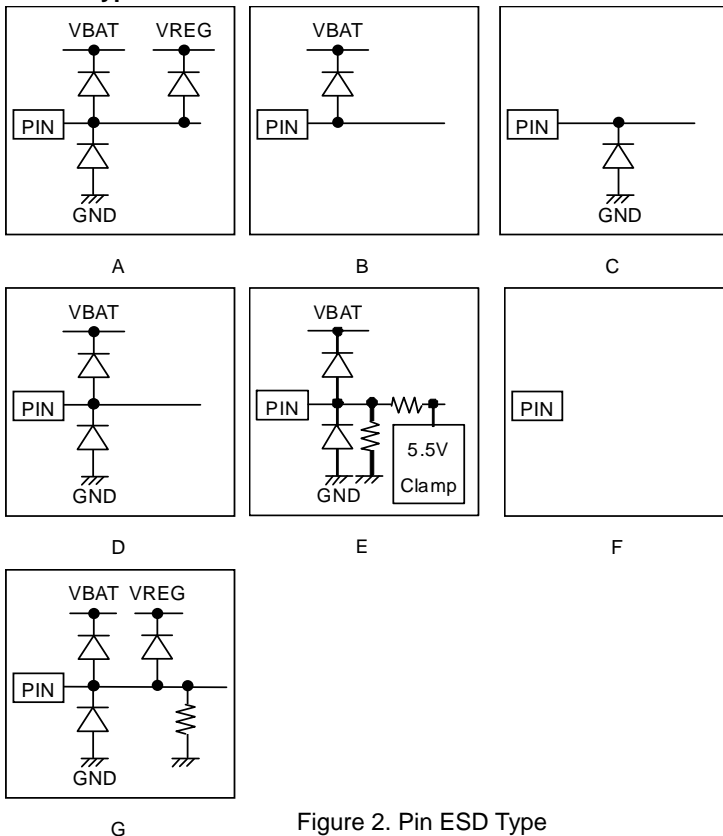 VBAT VREG
PIN
GND
A
VBAT
PIN
B
PIN
GND
C
VBAT
PIN
GND
D
VBAT
PIN
5.5V
Clamp
GND
E
PIN
F
VBAT VREG
PIN
GND
G
Figure 2. Pin ESD Type